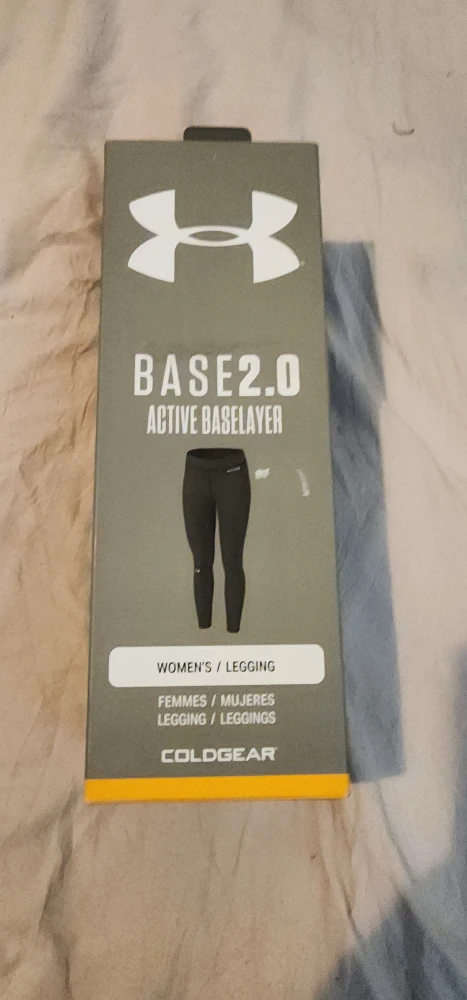 BASE2.0
ACTIVE BASELAYER
WOMEN'S / LEGGING
FEMMES / MUJERES
LEGGING / LEGGINGS
COLDGEAR